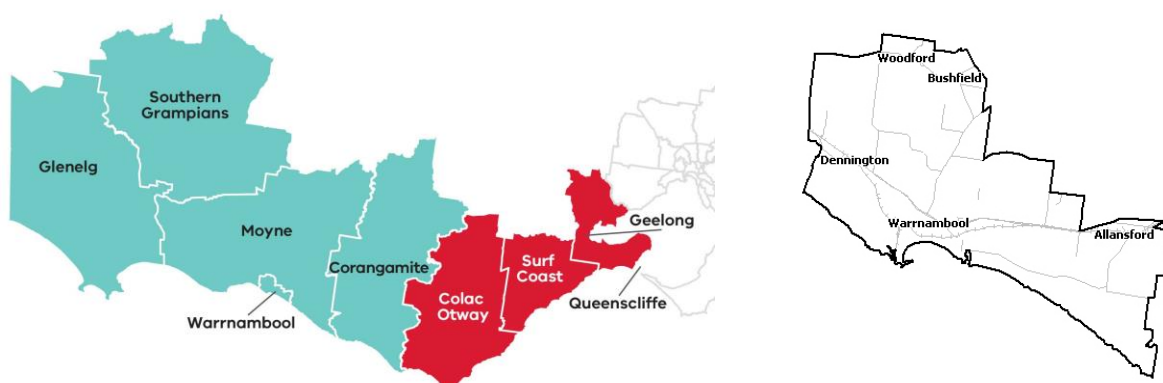 Southern
Grampians
Glenelg
Moyne
Corangamite
Warrnambool
Colac
Otway
Surf
Coast
Geelong
Queenscliffe
Woodford
Bushfield
Dennington
Warrnambool
Allansford